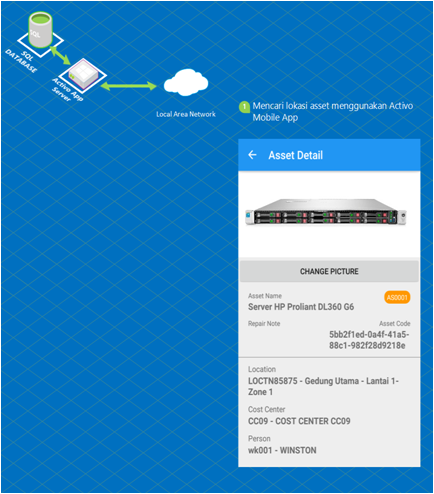 SQL
SQL
DATABASE
Activo App
Server
Local Area Network
1 Mencari lokasi asset menggunakan Activo
Mobile App
Asset Detail
CHANGE PICTURE
Asset Name
AS0001
Server HP Proliant DL360 G6
Repair Note
Asset Code
5bb2f1ed-0a4f-41a5-
88c1-982f28d9218e
Location
LOCTN85875 - Gedung Utama - Lantai 1-
Zone 1
Cost Center
CC09 - COST CENTER CC09
Person
wk001 - WINSTON